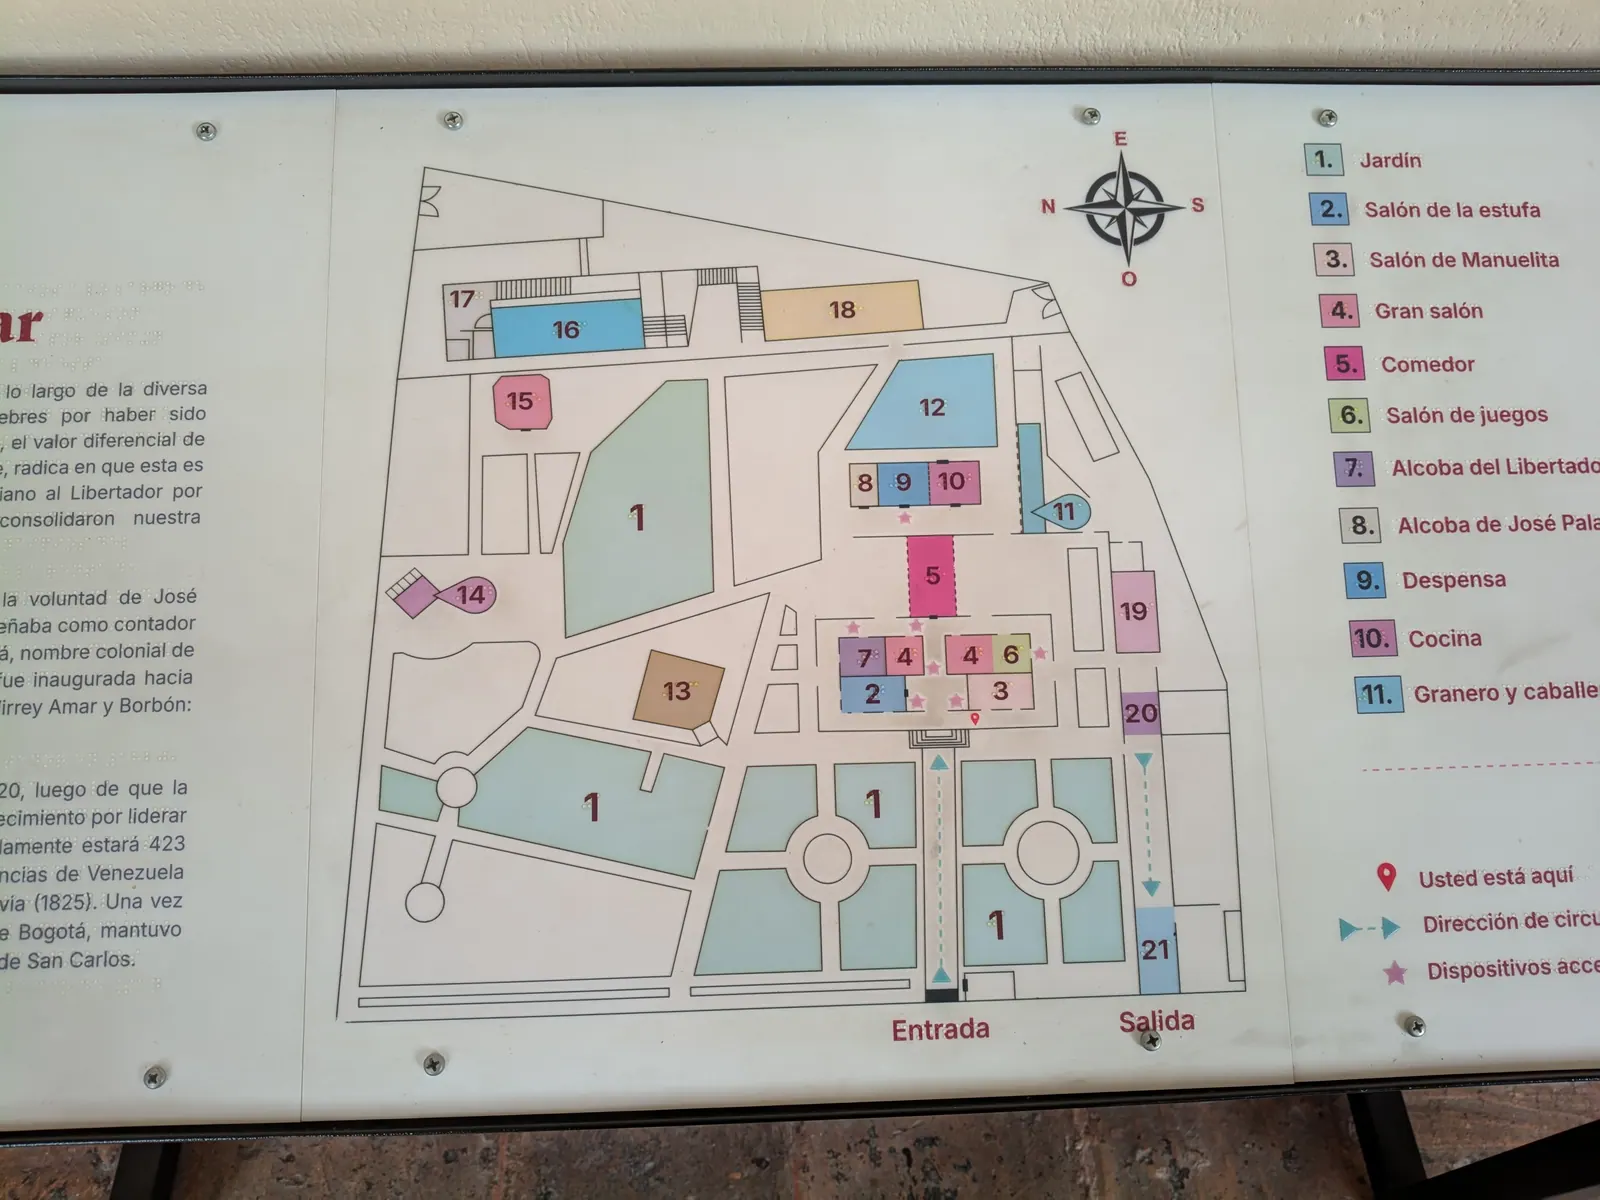 ar
lo largo de la diversa
ebres por haber sido
, el valor diferencial de
e, radica en que esta es
iano al Libertador por
consolidaron nuestra
la voluntad de José
eñaba como contador
á, nombre colonial de
fue inaugurada hacia
Virrey Amar y Borbón:
20, luego de que la
ecimiento por liderar
lamente estará 423
ncias de Venezuela
via (1825). Una vez
e Bogotá, mantuvo
de San Carlos.
E
N
S
O
17
16
18
15
12
1
8
9
10
11
5
14
19
7
4
4
6
13
2
3
20
1
1
1
21
Entrada
Salida
1. Jardín
2. Salón de la estufa
3. Salón de Manuelita
4. Gran salón
5. Comedor
6. Salón de juegos
7. Alcoba del Libertado
8. Alcoba de José Pala
9. Despensa
10. Cocina
11. Granero y caballe
Usted está aquí
Dirección de circu
Dispositivos acce